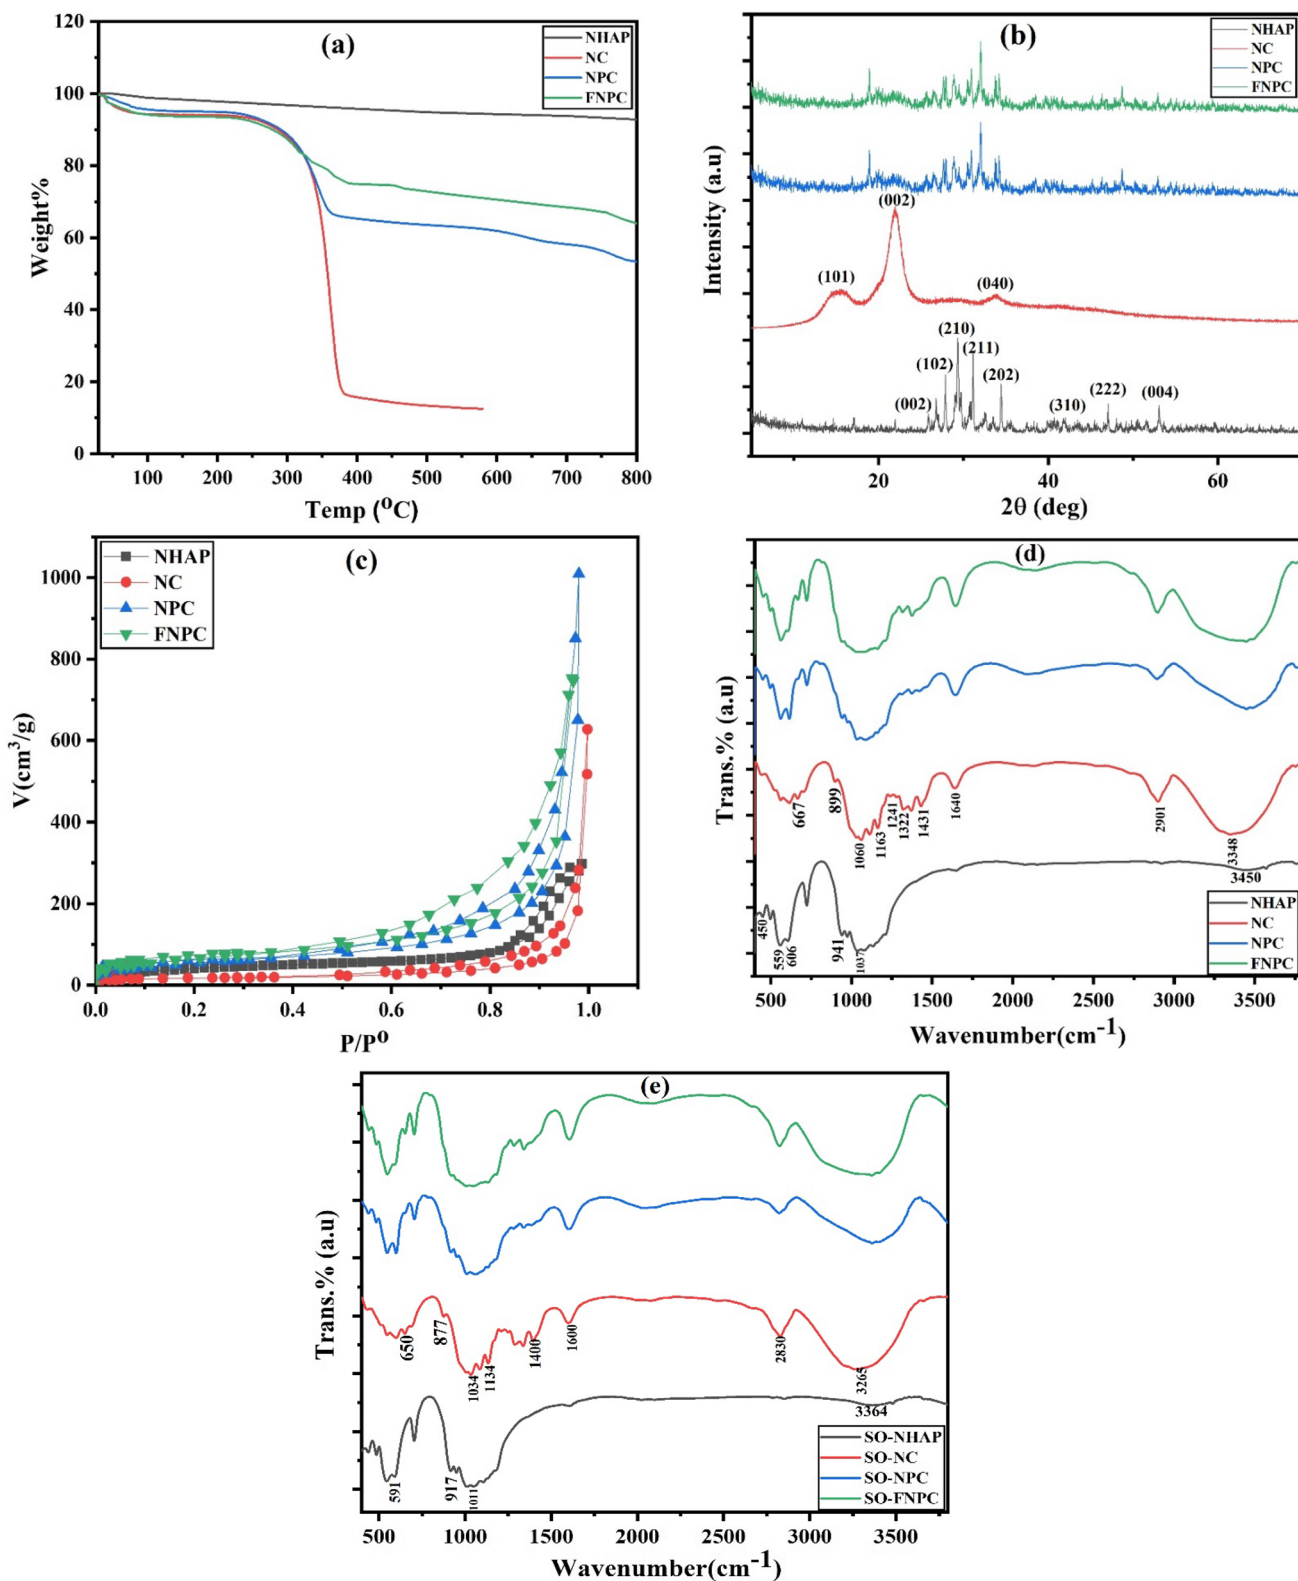 (a)
NHAP
NC
NPC
FNPC
120
100
80
60
40
20
0
Weight%
100 200 300 400 500 600 700 800
Temp (⁰C)
(b)
NHAP
NC
NPC
FNPC
Intensity (a.u)
(002)
(101)
(040)
(210)
(102)
(211)
(202)
(002)
(310)
(222)
(004)
20 40 60
2θ (deg)
(c)
NHAP
NC
NPC
FNPC
1000
800
600
400
200
0
V(cm³/g)
0.0 0.2 0.4 0.6 0.8 1.0
P/P⁰
(d)
Trans.% (a.u)
667
899
1060
1163
1241
1322
1431
1640
2901
3348
3450
450
559
606
941
1037
NHAP
NC
NPC
FNPC
500 1000 1500 2000 2500 3000 3500
Wavenumber(cm⁻¹)
(e)
Trans.% (a.u)
650
877
1034
1134
1400
1600
2830
3265
3364
591
917
1011
SO-NHAP
SO-NC
SO-NPC
SO-FNPC
500 1000 1500 2000 2500 3000 3500
Wavenumber(cm⁻¹)